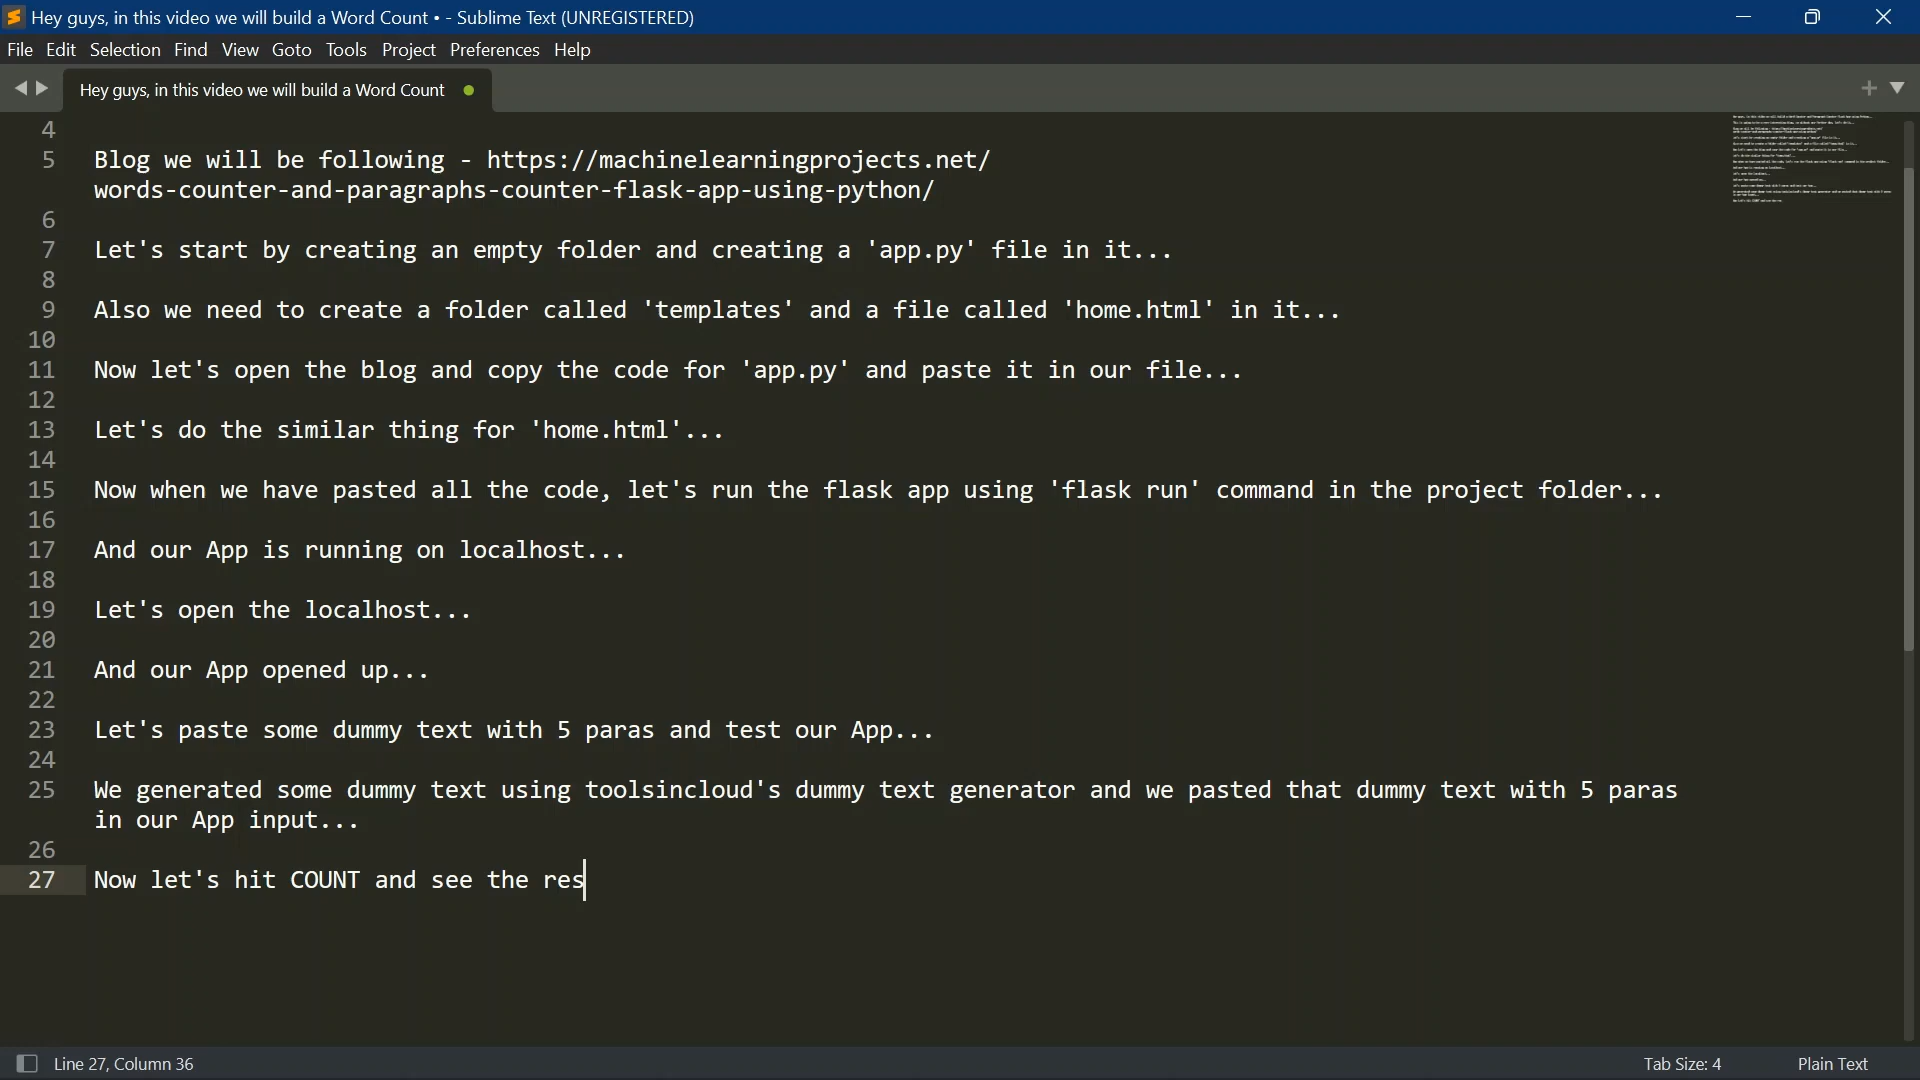 Hey guys, in this video we will build a Word Count • - Sublime Text (UNREGISTERED)
File Edit Selection Find View Goto Tools Project Preferences Help
Hey guys, in this video we will build a Word Count
4
5 Blog we will be following - https://machinelearningprojects.net/
words-counter-and-paragraphs-counter-flask-app-using-python/
6
7 Let's start by creating an empty folder and creating a 'app.py' file in it...
8
9 Also we need to create a folder called 'templates' and a file called 'home.html' in it...
10
11 Now let's open the blog and copy the code for 'app.py' and paste it in our file...
12
13 Let's do the similar thing for 'home.html'...
14
15 Now when we have pasted all the code, let's run the flask app using 'flask run' command in the project folder...
16
17 And our App is running on localhost...
18
19 Let's open the localhost...
20
21 And our App opened up...
22
23 Let's paste some dummy text with 5 paras and test our App...
24
25 We generated some dummy text using toolsincloud's dummy text generator and we pasted that dummy text with 5 paras
in our App input...
26
27 Now let's hit COUNT and see the res
Line 27, Column 36
Tab Size: 4
Plain Text